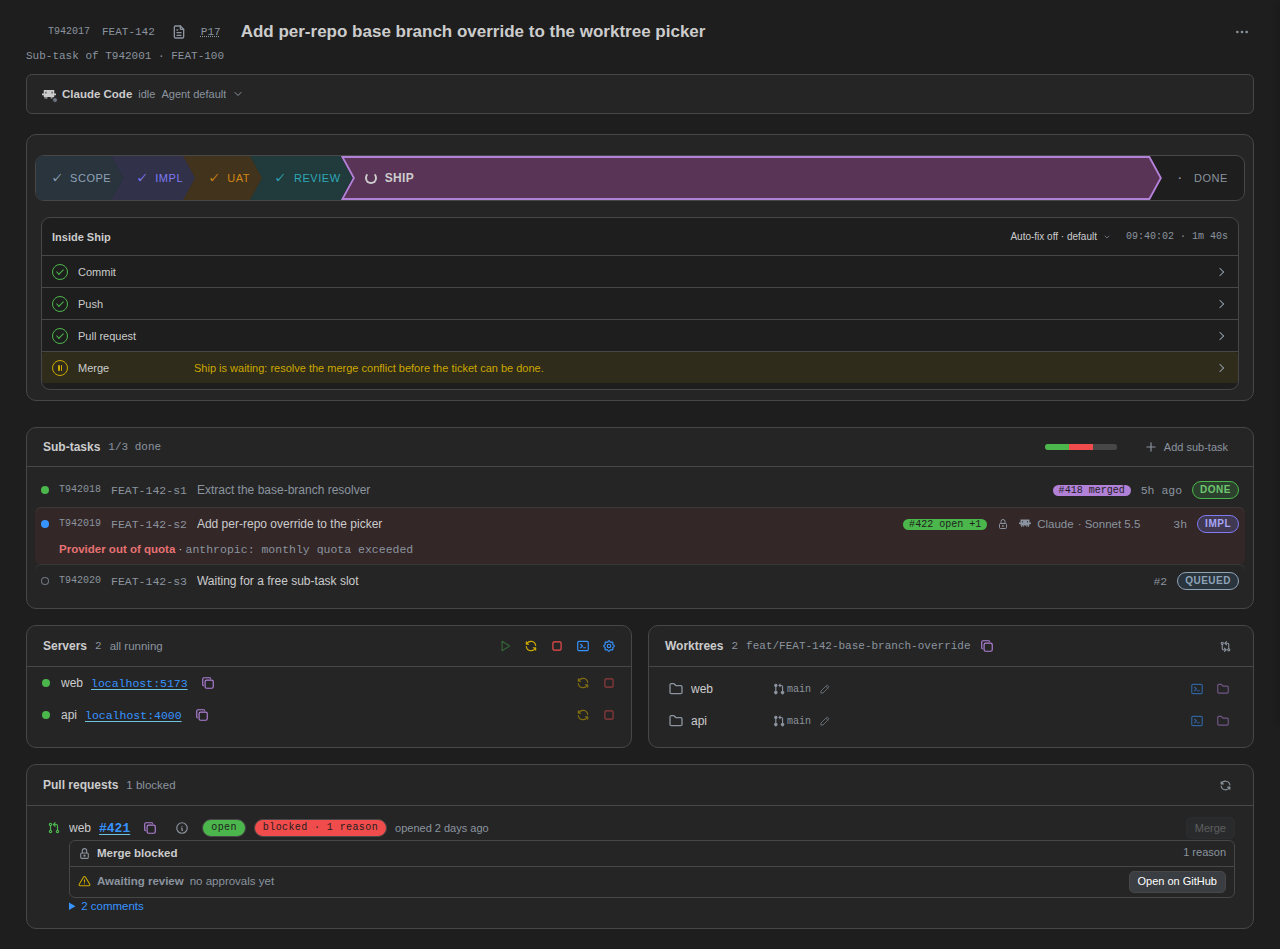 T942017 FEAT-142 P17 Add per-repo base branch override to the worktree picker
Sub-task of T942001 · FEAT-100
Claude Code idle Agent default
SCOPE IMPL UAT REVIEW SHIP DONE
Inside Ship Auto-fix off · default 09:40:02 · 1m 40s
Commit
Push
Pull request
Merge Ship is waiting: resolve the merge conflict before the ticket can be done.
Sub-tasks 1/3 done Add sub-task
T942018 FEAT-142-s1 Extract the base-branch resolver #418 merged 5h ago DONE
T942019 FEAT-142-s2 Add per-repo override to the picker #422 open +1 Claude · Sonnet 5.5 3h IMPL
Provider out of quota · anthropic: monthly quota exceeded
T942020 FEAT-142-s3 Waiting for a free sub-task slot #2 QUEUED
Servers 2 all running
web localhost:5173
api localhost:4000
Worktrees 2 feat/FEAT-142-base-branch-override
web main
api main
Pull requests 1 blocked
web #421 open blocked · 1 reason opened 2 days ago Merge
Merge blocked 1 reason
Awaiting review no approvals yet Open on GitHub
2 comments